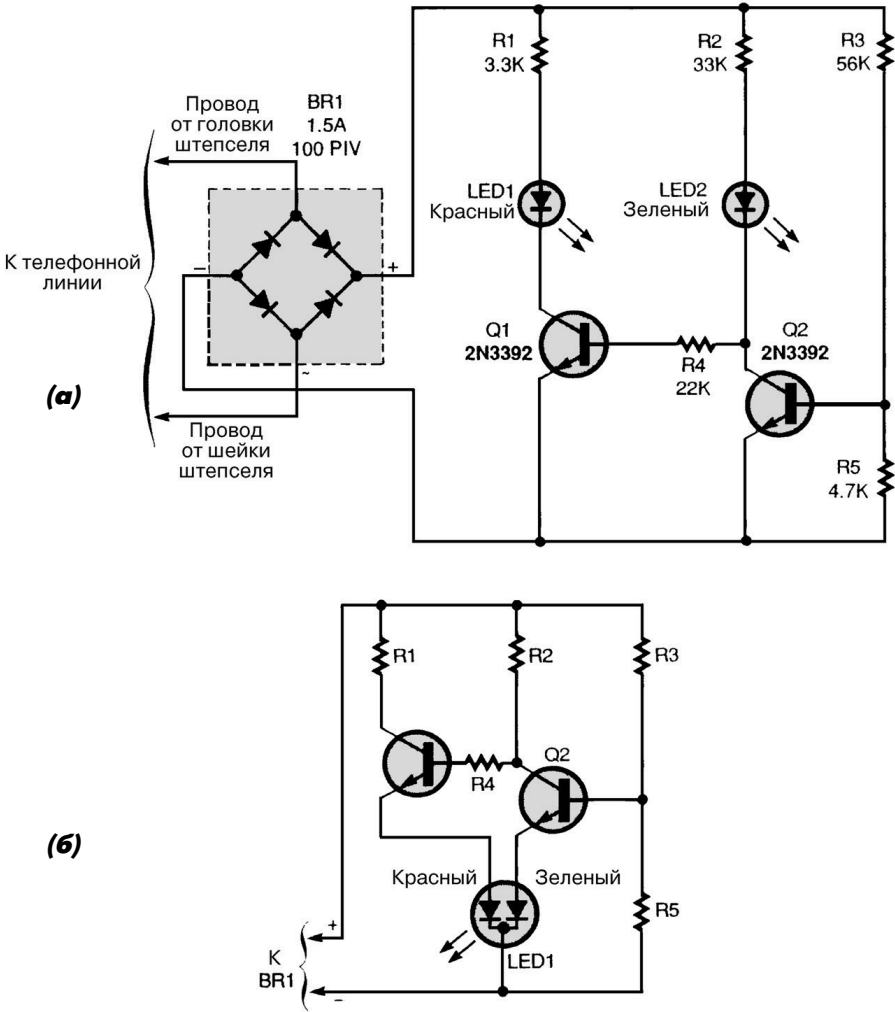 R1
3.3K
R2
33K
R3
56K
Провод
от головки
штепселя
BR1
1.5A
100 PIV
LED1
Красный
LED2
Зеленый
К телефонной
линии
–
+
Q1
2N3392
R4
22K
Q2
2N3392
~
(а)
Провод
от шейки
штепселя
R5
4.7K
R1
R2
R3
R4
Q2
(б)
Красный
Зеленый
R5
+
К
BR1
–
LED1